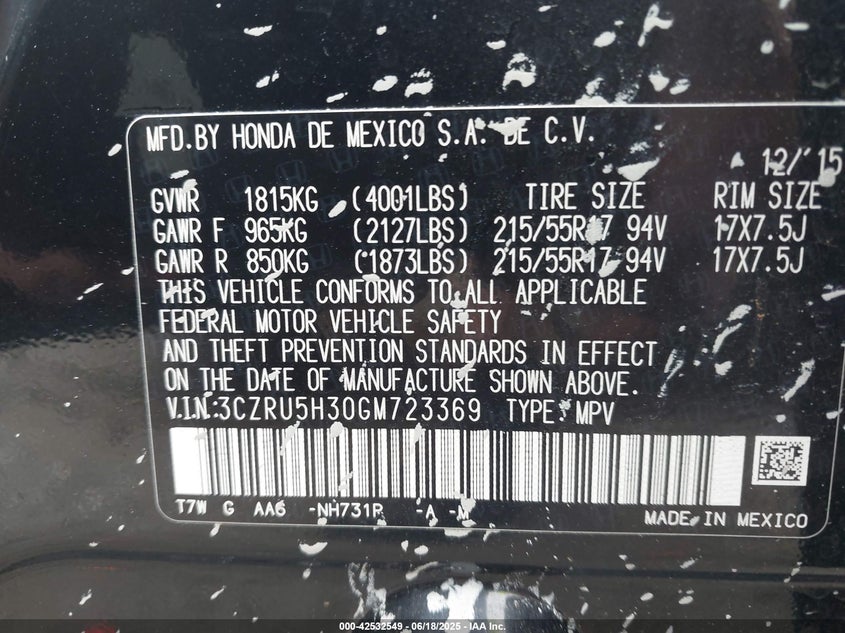 MFD.BY HONDA DE MEXICO S.A. DE C.V.
12/'15
GVWR 1815KG (4001LBS) TIRE SIZE RIM SIZE
GAWR F 965KG (2127LBS) 215/55R17 94V 17X7.5J
GAWR R 850KG (1873LBS) 215/55R17 94V 17X7.5J
THIS VEHICLE CONFORMS TO ALL APPLICABLE
FEDERAL MOTOR VEHICLE SAFETY
AND THEFT PREVENTION STANDARDS IN EFFECT
ON THE DATE OF MANUFACTURE SHOWN ABOVE.
V.I.N:3CZRU5H30GM723369 TYPE: MPV
T7W G AA6 -NH731P -A -M
MADE IN MEXICO
000-42532549 - 06/18/2025 - IAA Inc.